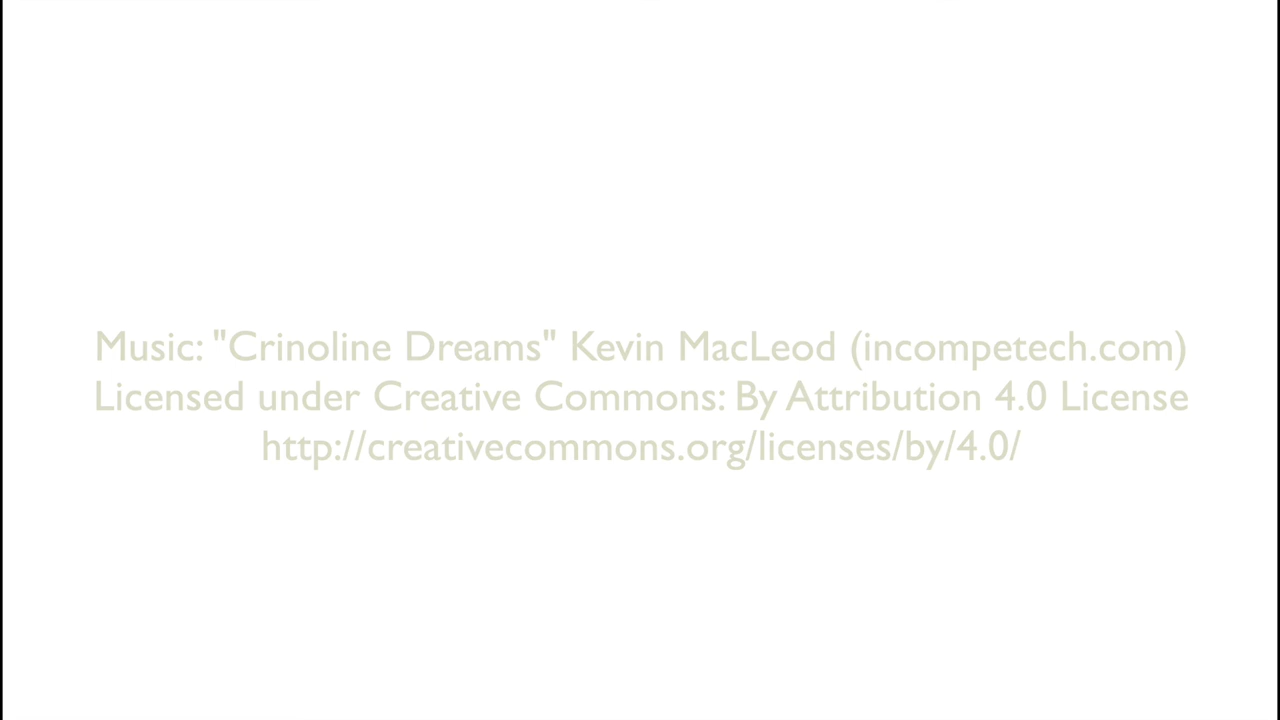 Music: "Crinoline Dreams" Kevin MacLeod (incompetech.com)
Licensed under Creative Commons: By Attribution 4.0 License
http://creativecommons.org/licenses/by/4.0/